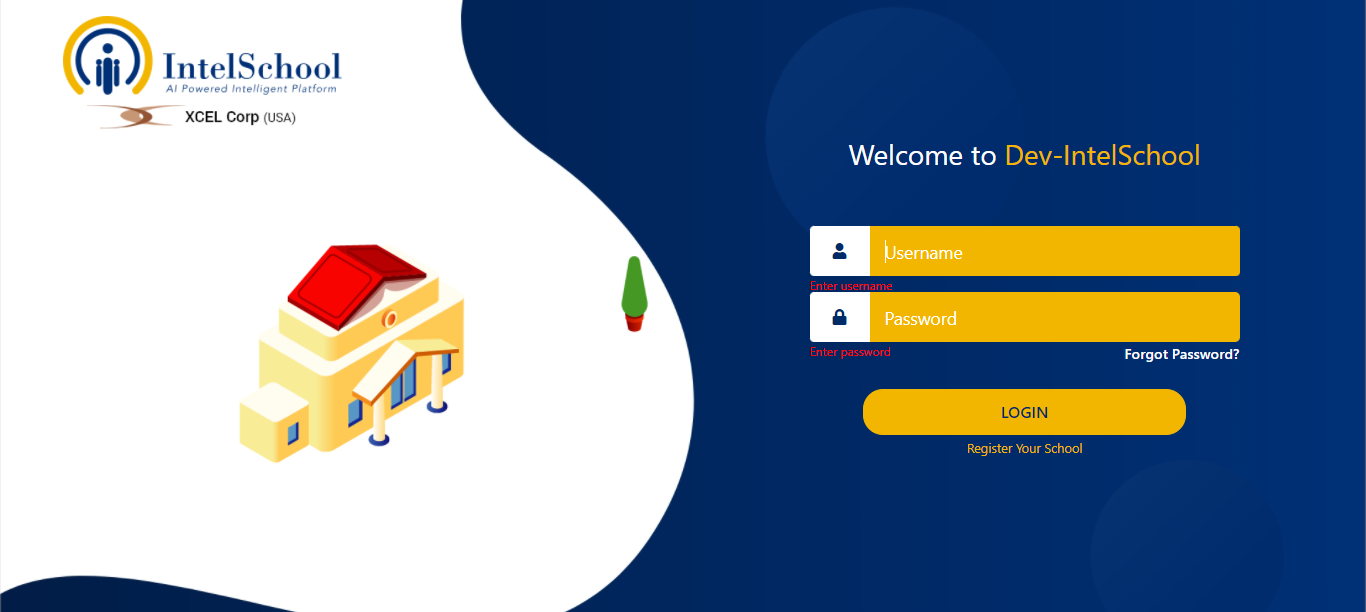 IntelSchool
AI Powered Intelligent Platform
XCEL Corp (USA)
Welcome to Dev-IntelSchool
Username
Enter username
Password
Enter password
Forgot Password?
LOGIN
Register Your School